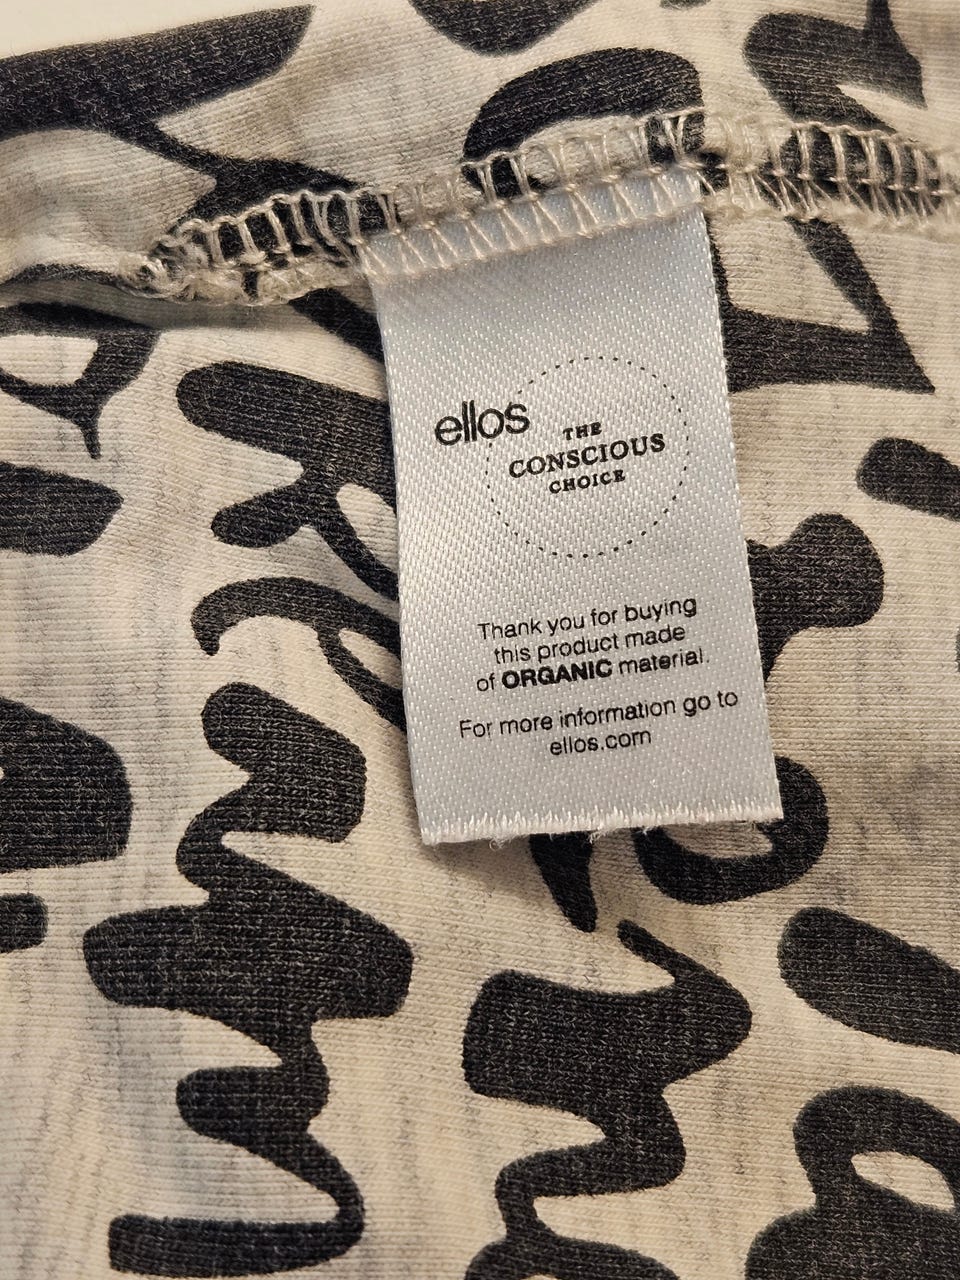 ellos
THE
CONSCIOUS
CHOICE
Thank you for buying
this product made
of ORGANIC material.
For more information go to
ellos.com